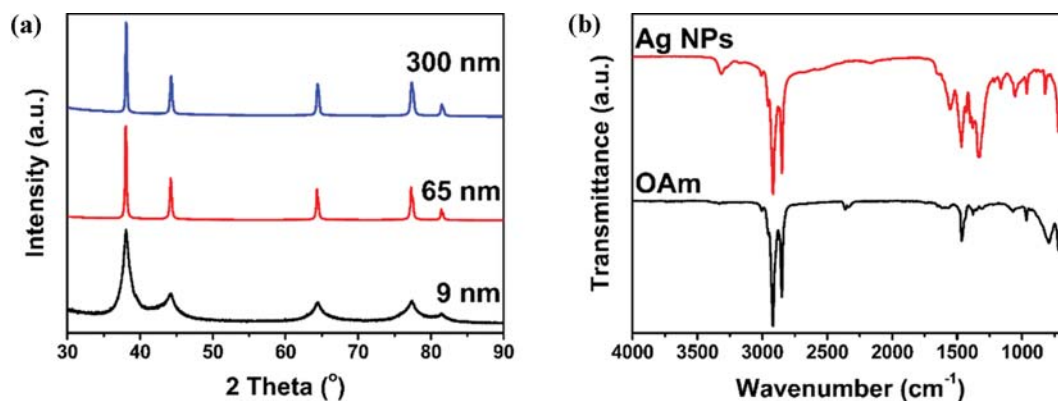 (a)
Intensity (a.u.)
300 nm
65 nm
9 nm
30 40 50 60 70 80 90
2 Theta (°)
(b)
Transmittance (a.u.)
Ag NPs
OAm
4000 3500 3000 2500 2000 1500 1000
Wavenumber (cm⁻¹)